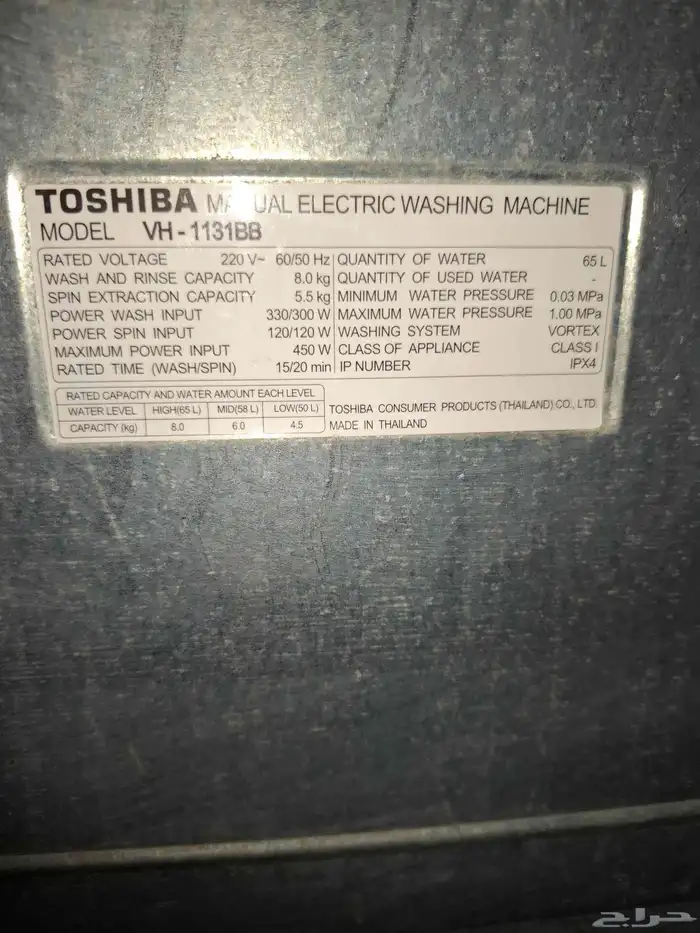 TOSHIBA MANUAL ELECTRIC WASHING MACHINE
MODEL VH-1131BB
RATED VOLTAGE 220 V~ 60/50 Hz
WASH AND RINSE CAPACITY 8.0 kg
SPIN EXTRACTION CAPACITY 5.5 kg
POWER WASH INPUT 330/300 W
POWER SPIN INPUT 120/120 W
MAXIMUM POWER INPUT 450 W
RATED TIME (WASH/SPIN) 15/20 min
QUANTITY OF WATER 65 L
QUANTITY OF USED WATER -
MINIMUM WATER PRESSURE 0.03 MPa
MAXIMUM WATER PRESSURE 1.00 MPa
WASHING SYSTEM VORTEX
CLASS OF APPLIANCE CLASS I
IP NUMBER IPX4
RATED CAPACITY AND WATER AMOUNT EACH LEVEL
WATER LEVEL HIGH(65 L) MID(58 L) LOW(50 L)
CAPACITY (kg) 8.0 6.0 4.5
TOSHIBA CONSUMER PRODUCTS (THAILAND) CO., LTD.
MADE IN THAILAND
حراج